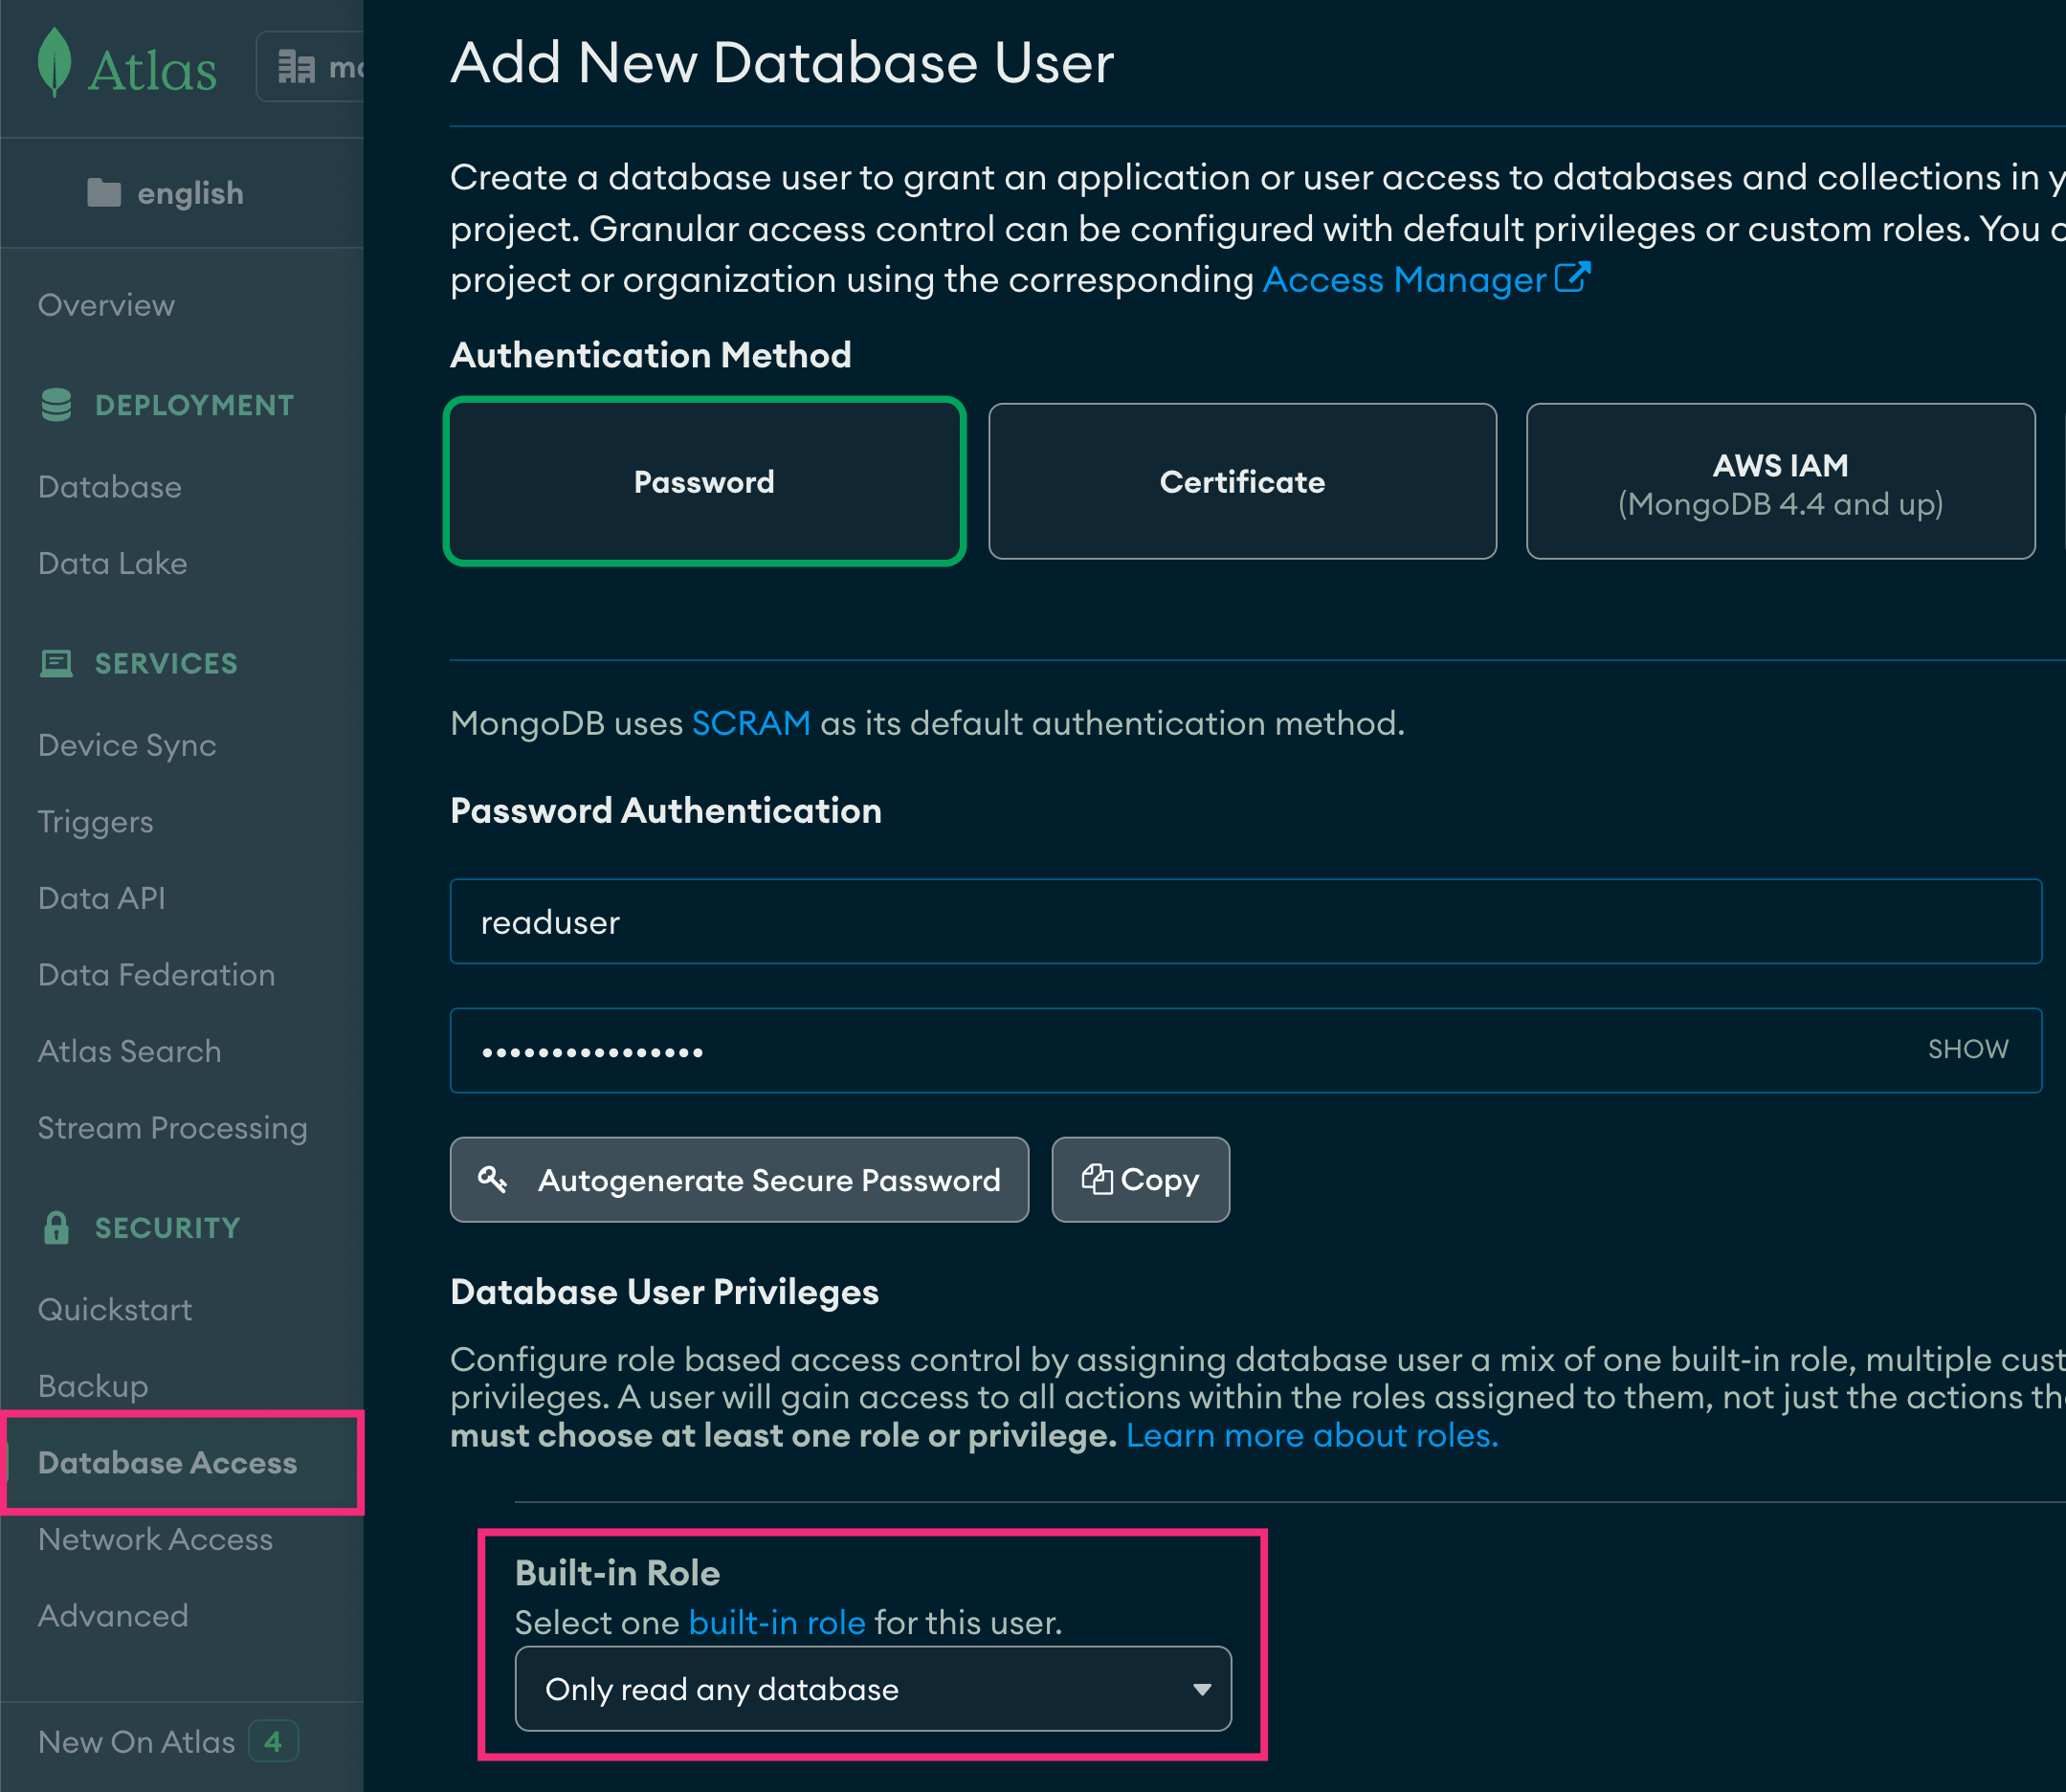 Atlas
english
Overview
DEPLOYMENT
Database
Data Lake
SERVICES
Device Sync
Triggers
Data API
Data Federation
Atlas Search
Stream Processing
SECURITY
Quickstart
Backup
Database Access
Network Access
Advanced
New On Atlas 4
Add New Database User
Create a database user to grant an application or user access to databases and collections in
project. Granular access control can be configured with default privileges or custom roles. You
project or organization using the corresponding Access Manager
Authentication Method
Password
Certificate
AWS IAM
(MongoDB 4.4 and up)
MongoDB uses SCRAM as its default authentication method.
Password Authentication
readuser
•••••••••••••••• SHOW
Autogenerate Secure Password
Copy
Database User Privileges
Configure role based access control by assigning database user a mix of one built-in role, multiple
privileges. A user will gain access to all actions within the roles assigned to them, not just the actions
must choose at least one role or privilege. Learn more about roles.
Built-in Role
Select one built-in role for this user.
Only read any database